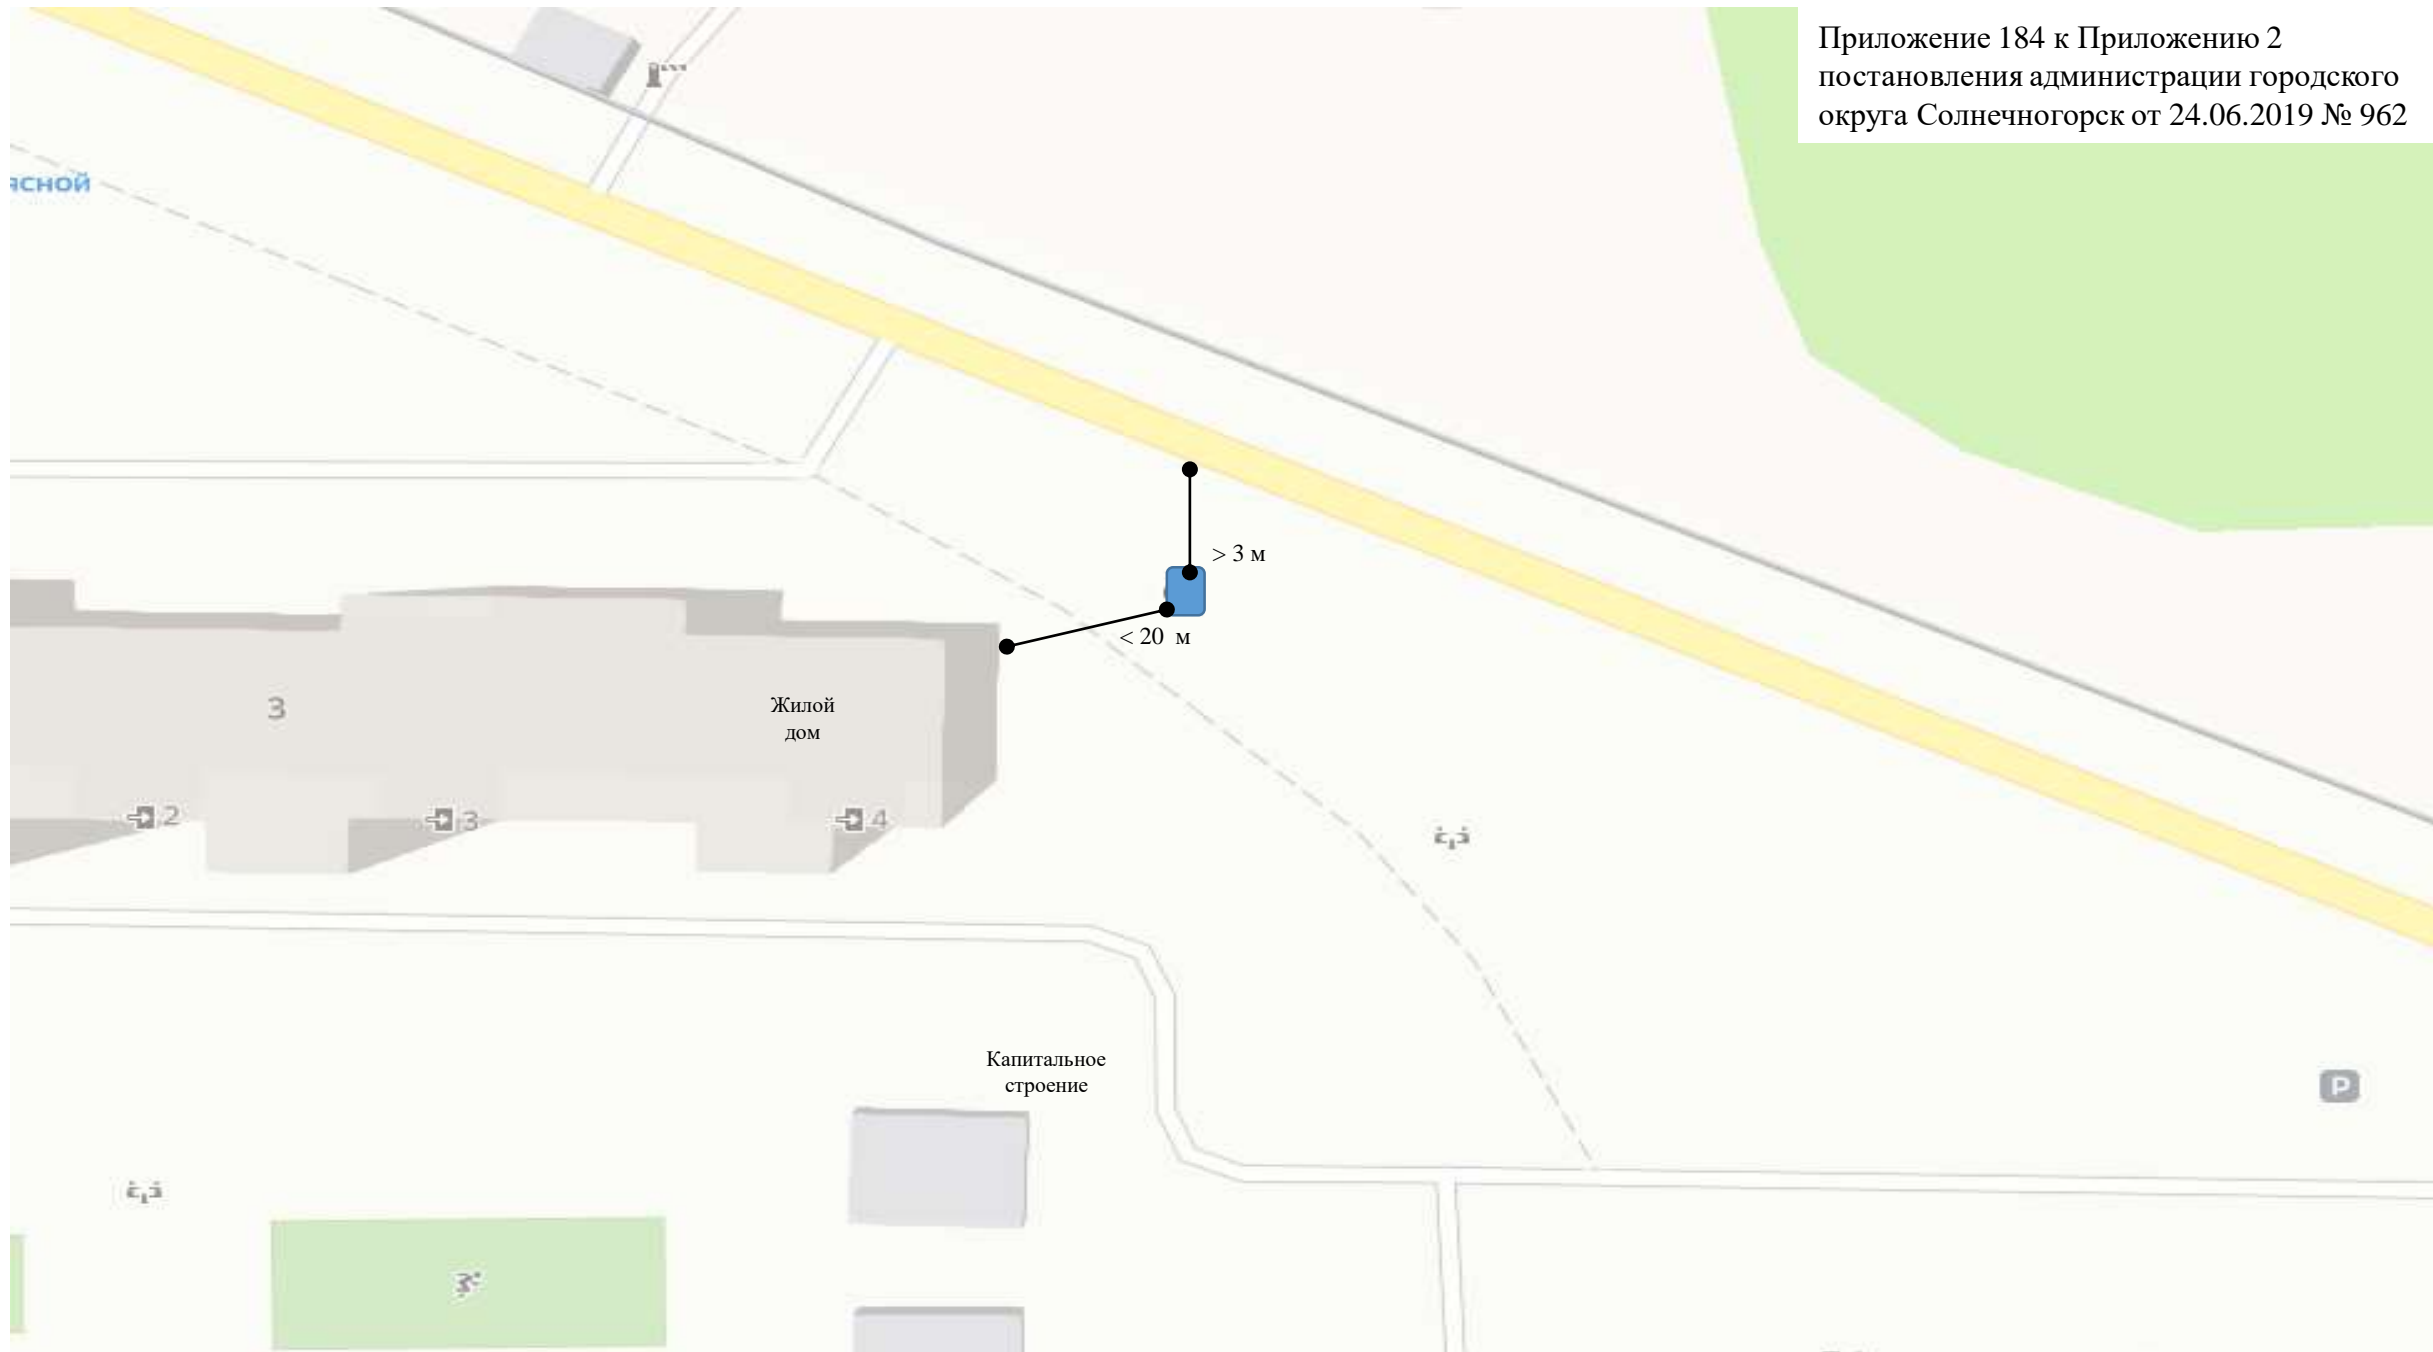 Приложение 184 к Приложению 2
постановления администрации городского
округа Солнечногорск от 24.06.2019 № 962
ясной
> 3 м
< 20 м
3
Жилой
дом
2
3
4
Капитальное
строение
P